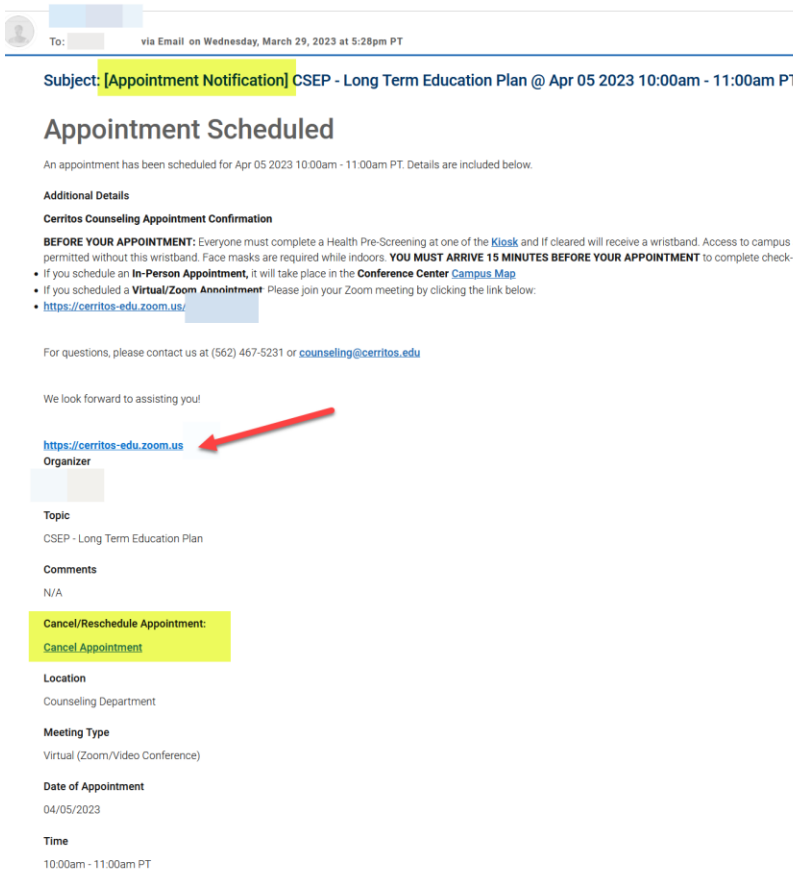 To: via Email on Wednesday, March 29, 2023 at 5:28pm PT
Subject: [Appointment Notification] CSEP - Long Term Education Plan @ Apr 05 2023 10:00am - 11:00am PT
Appointment Scheduled
An appointment has been scheduled for Apr 05 2023 10:00am - 11:00am PT. Details are included below.
Additional Details
Cerritos Counseling Appointment Confirmation
BEFORE YOUR APPOINTMENT: Everyone must complete a Health Pre-Screening at one of the Kiosk and If cleared will receive a wristband. Access to campus
permitted without this wristband. Face masks are required while indoors. YOU MUST ARRIVE 15 MINUTES BEFORE YOUR APPOINTMENT to complete check-
• If you schedule an In-Person Appointment, it will take place in the Conference Center Campus Map
• If you scheduled a Virtual/Zoom Appointment: Please join your Zoom meeting by clicking the link below:
• https://cerritos-edu.zoom.us/
For questions, please contact us at (562) 467-5231 or counseling@cerritos.edu
We look forward to assisting you!
https://cerritos-edu.zoom.us
Organizer
Topic
CSEP - Long Term Education Plan
Comments
N/A
Cancel/Reschedule Appointment:
Cancel Appointment
Location
Counseling Department
Meeting Type
Virtual (Zoom/Video Conference)
Date of Appointment
04/05/2023
Time
10:00am - 11:00am PT